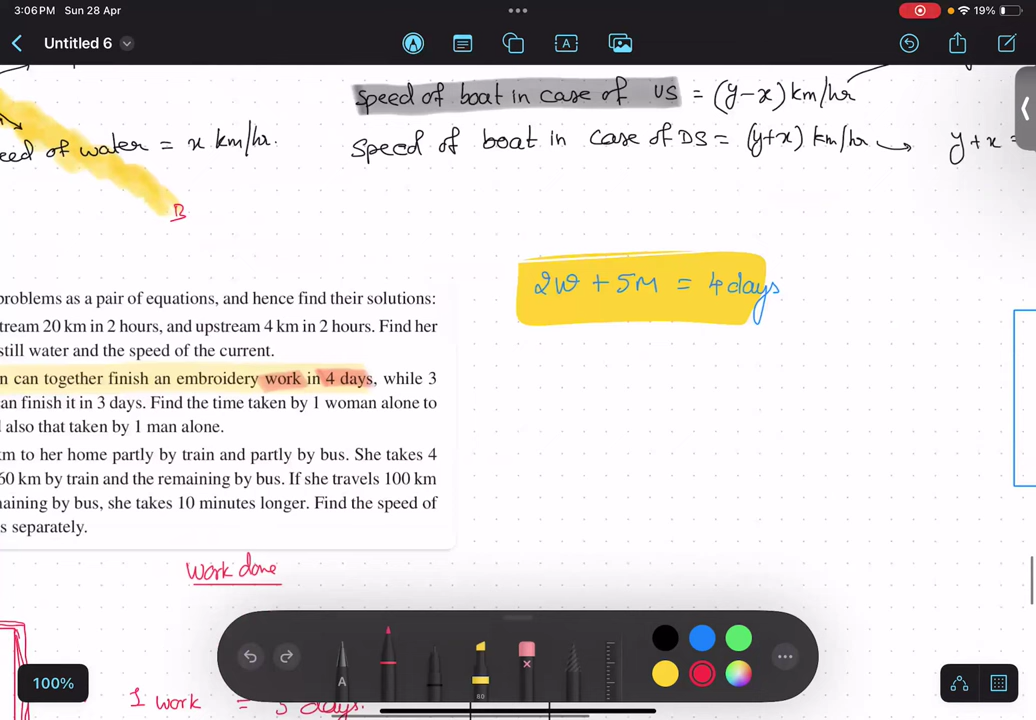 3:06 PM Sun 28 Apr
19%
Untitled 6
A
Speed of boat in case of US = (y-x) km/hr
eed of water = x km/hr.
Speed of boat in case of DS = (y+x) km/hr
y+x =
B
2W + 5M = 4 days
problems as a pair of equations, and hence find their solutions:
tream 20 km in 2 hours, and upstream 4 km in 2 hours. Find her
still water and the speed of the current.
n can together finish an embroidery work in 4 days, while 3
an finish it in 3 days. Find the time taken by 1 woman alone to
l also that taken by 1 man alone.
km to her home partly by train and partly by bus. She takes 4
60 km by train and the remaining by bus. If she travels 100 km
naining by bus, she takes 10 minutes longer. Find the speed of
s separately.
Work done
A
80
100%
1 work = 3 days.